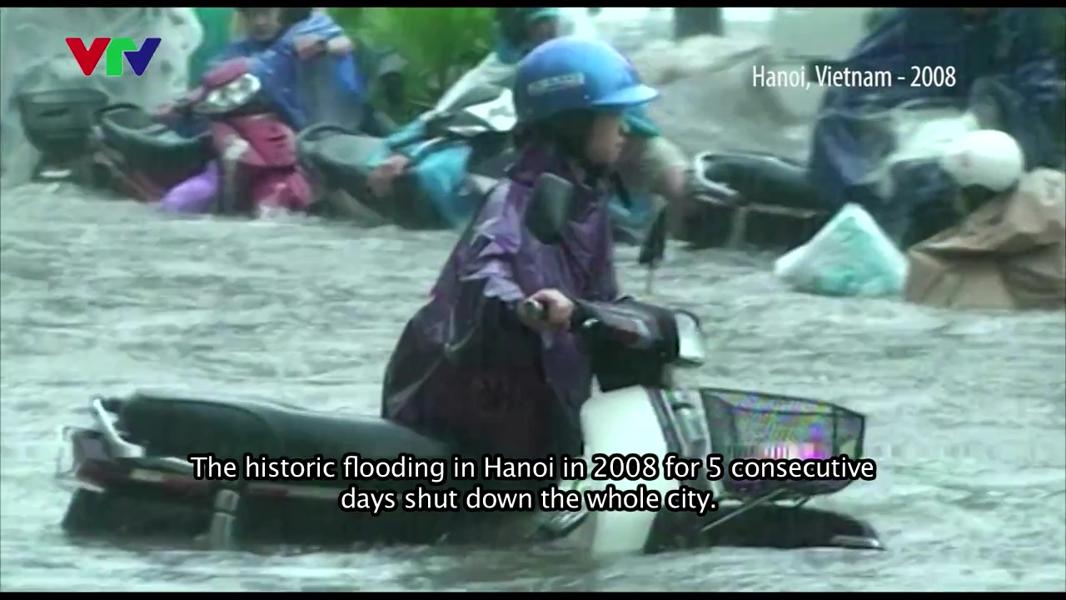 VTV
Hanoi, Vietnam - 2008
The historic flooding in Hanoi in 2008 for 5 consecutive
days shut down the whole city.